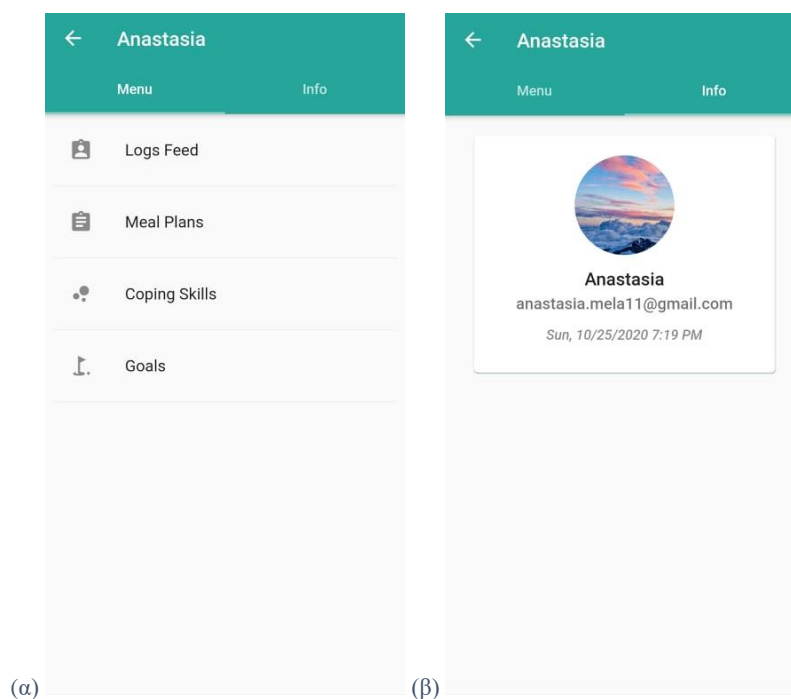 Anastasia
Menu Info
Logs Feed
Meal Plans
Coping Skills
Goals
(α)
Anastasia
Menu Info
Anastasia
anastasia.mela11@gmail.com
Sun, 10/25/2020 7:19 PM
(β)